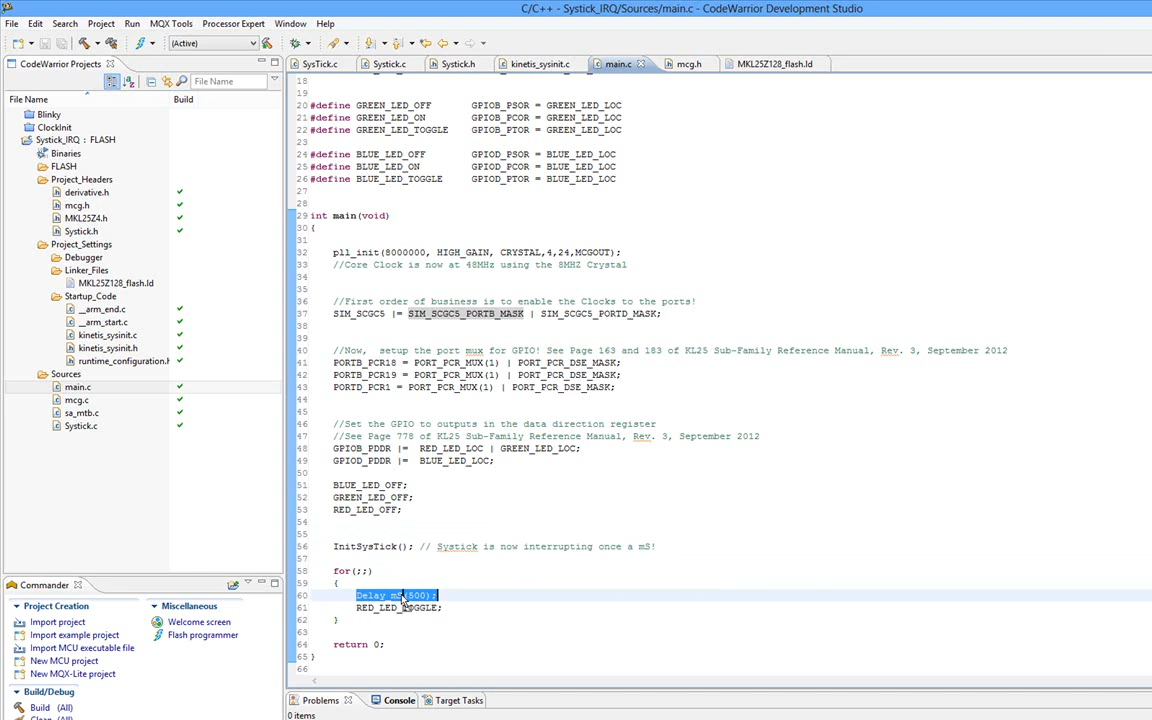 C/C++ - Systick_IRQ/Sources/main.c - CodeWarrior Development Studio
File Edit View Search Project Run MQX Tools Processor Expert Window Help
(Active)
CodeWarrior Projects
File Name
File Name Build
Blinky
ClockInit
Systick_IRQ : FLASH
Binaries
FLASH
Project_Headers
derivative.h
mcg.h
MKL25Z4.h
Systick.h
Project_Settings
Debugger
Linker_Files
MKL25Z128_flash.ld
Startup_Code
__arm_end.c
__arm_start.c
kinetis_sysinit.c
kinetis_sysinit.h
runtime_configuration.h
Sources
main.c
mcg.c
sa_mtb.c
Systick.c
Commander
Project Creation
Import project
Import example project
Import MCU executable file
New MCU project
New MQX-Lite project
Miscellaneous
Welcome screen
Flash programmer
Build/Debug
Build (All)
Clean (All)
SysTick.c Systick.c Systick.h kinetis_sysinit.c main.c mcg.h MKL25Z128_flash.ld
18
19
20 #define GREEN_LED_OFF GPIOB_PSOR = GREEN_LED_LOC
21 #define GREEN_LED_ON GPIOB_PCOR = GREEN_LED_LOC
22 #define GREEN_LED_TOGGLE GPIOB_PTOR = GREEN_LED_LOC
23
24 #define BLUE_LED_OFF GPIOD_PSOR = BLUE_LED_LOC
25 #define BLUE_LED_ON GPIOD_PCOR = BLUE_LED_LOC
26 #define BLUE_LED_TOGGLE GPIOD_PTOR = BLUE_LED_LOC
27
28
29 int main(void)
30 {
31
32 pll_init(8000000, HIGH_GAIN, CRYSTAL,4,24,MCGOUT);
33 //Core Clock is now at 48MHz using the 8MHZ Crystal
34
35
36 //First order of business is to enable the Clocks to the ports!
37 SIM_SCGC5 |= SIM_SCGC5_PORTB_MASK | SIM_SCGC5_PORTD_MASK;
38
39
40 //Now, setup the port mux for GPIO! See Page 163 and 183 of KL25 Sub-Family Reference Manual, Rev. 3, September 2012
41 PORTB_PCR18 = PORT_PCR_MUX(1) | PORT_PCR_DSE_MASK;
42 PORTB_PCR19 = PORT_PCR_MUX(1) | PORT_PCR_DSE_MASK;
43 PORTD_PCR1 = PORT_PCR_MUX(1) | PORT_PCR_DSE_MASK;
44
45
46 //Set the GPIO to outputs in the data direction register
47 //See Page 778 of KL25 Sub-Family Reference Manual, Rev. 3, September 2012
48 GPIOB_PDDR |= RED_LED_LOC | GREEN_LED_LOC;
49 GPIOD_PDDR |= BLUE_LED_LOC;
50
51 BLUE_LED_OFF;
52 GREEN_LED_OFF;
53 RED_LED_OFF;
54
55
56 InitSysTick(); // Systick is now interrupting once a mS!
57
58 for(;;)
59 {
60 Delay_mS(500);
61 RED_LED_TOGGLE;
62 }
63
64 return 0;
65 }
66
Problems Console Target Tasks
0 items